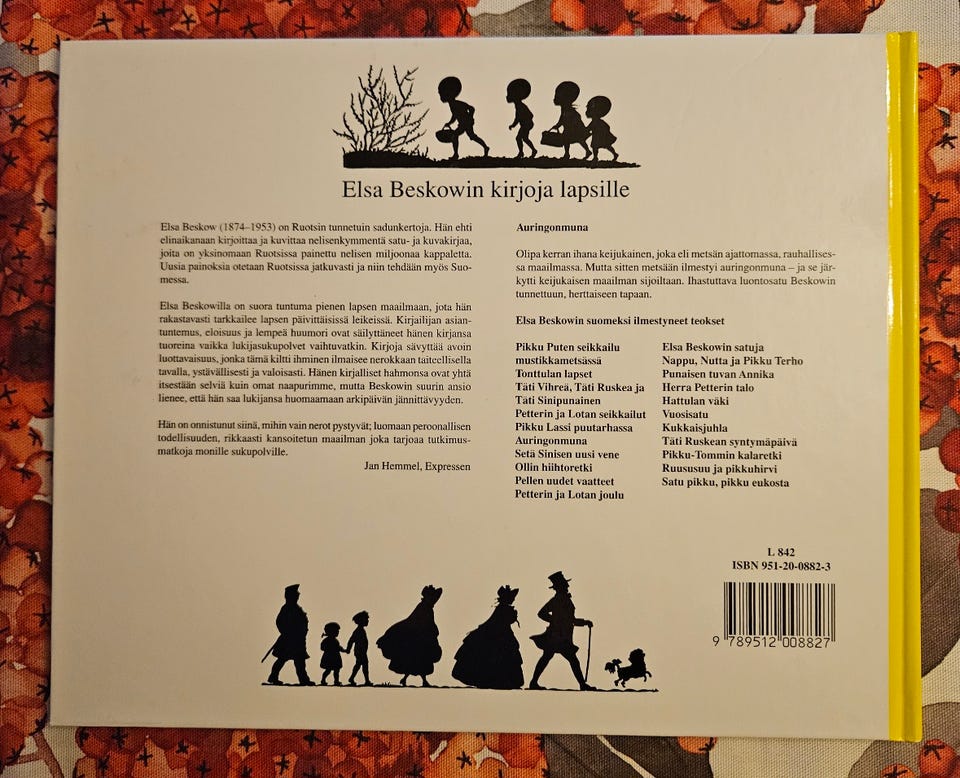 Elsa Beskowin kirjoja lapsille
Elsa Beskow (1874–1953) on Ruotsin tunnetuin sadunkertoja. Hän ehti
elinaikanaan kirjoittaa ja kuvittaa nelisenkymmentä satu- ja kuvakirjaa,
joita on yksinomaan Ruotsissa painettu nelisen miljoonaa kappaletta.
Uusia painoksia otetaan Ruotsissa jatkuvasti ja niin tehdään myös Suo-
messa.
Elsa Beskowilla on suora tuntuma pienen lapsen maailmaan, jota hän
rakastavasti tarkkailee lapsen päivittäisissä leikeissä. Kirjailijan asian-
tuntemus, eloisuus ja lempeä huumori ovat säilyttäneet hänen kirjansa
tuoreina vaikka lukijasukupolvet vaihtuvatkin. Kirjoja sävyttää avoin
luottavaisuus, jonka tämä kiltti ihminen ilmaisee nerokkaan taiteellisella
tavalla, ystävällisesti ja valoisasti. Hänen kirjalliset hahmonsa ovat yhtä
itsestään selviä kuin omat naapurimme, mutta Beskowin suurin ansio
lienee, että hän saa lukijansa huomaamaan arkipäivän jännittävyyden.
Hän on onnistunut siinä, mihin vain nerot pystyvät; luomaan peroonallisen
todellisuuden, rikkaasti kansoitetun maailman joka tarjoaa tutkimus-
matkoja monille sukupolville.
Jan Hemmel, Expressen
Auringonmuna
Olipa kerran ihana keijukainen, joka eli metsän ajattomassa, rauhallises-
sa maailmassa. Mutta sitten metsään ilmestyi auringonmuna – ja se jär-
kytti keijukaisen maailman sijoiltaan. Ihastuttava luontosatu Beskowin
tunnettuun, herttaiseen tapaan.
Elsa Beskowin suomeksi ilmestyneet teokset
Pikku Puten seikkailu
mustikkametsässä
Tonttulan lapset
Täti Vihreä, Täti Ruskea ja
Täti Sinipunainen
Petterin ja Lotan seikkailut
Pikku Lassi puutarhassa
Auringonmuna
Setä Sinisen uusi vene
Ollin hiihtoretki
Pellen uudet vaatteet
Petterin ja Lotan joulu
Elsa Beskowin satuja
Nappu, Nutta ja Pikku Terho
Punaisen tuvan Annika
Herra Petterin talo
Hattulan väki
Vuosisatu
Kukkaisjuhla
Täti Ruskean syntymäpäivä
Pikku-Tommin kalaretki
Ruususuu ja pikkuhirvi
Satu pikku, pikku eukosta
L 842
ISBN 951-20-0882-3
9 789512 008827